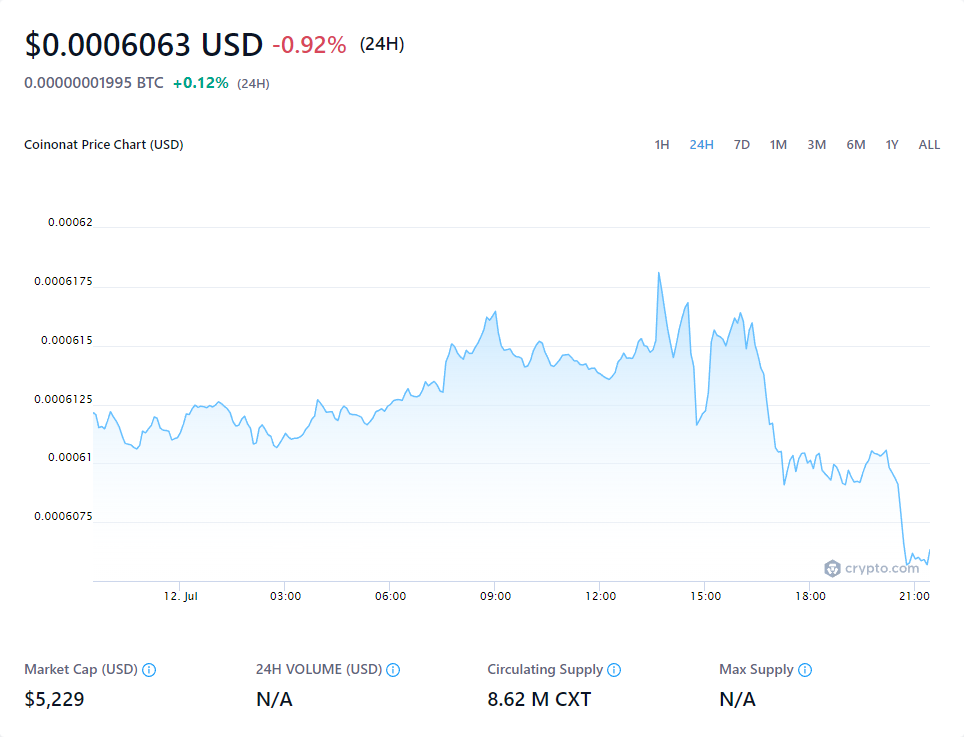 $0.0006063 USD -0.92% (24H)
0.00000001995 BTC +0.12% (24H)
Coinonat Price Chart (USD) 1H 24H 7D 1M 3M 6M 1Y ALL
0.00062
0.0006175
0.000615
0.0006125
0.00061
0.0006075
crypto.com
12. Jul 03:00 06:00 09:00 12:00 15:00 18:00 21:00
Market Cap (USD) 24H VOLUME (USD) Circulating Supply Max Supply
$5,229 N/A 8.62 M CXT N/A